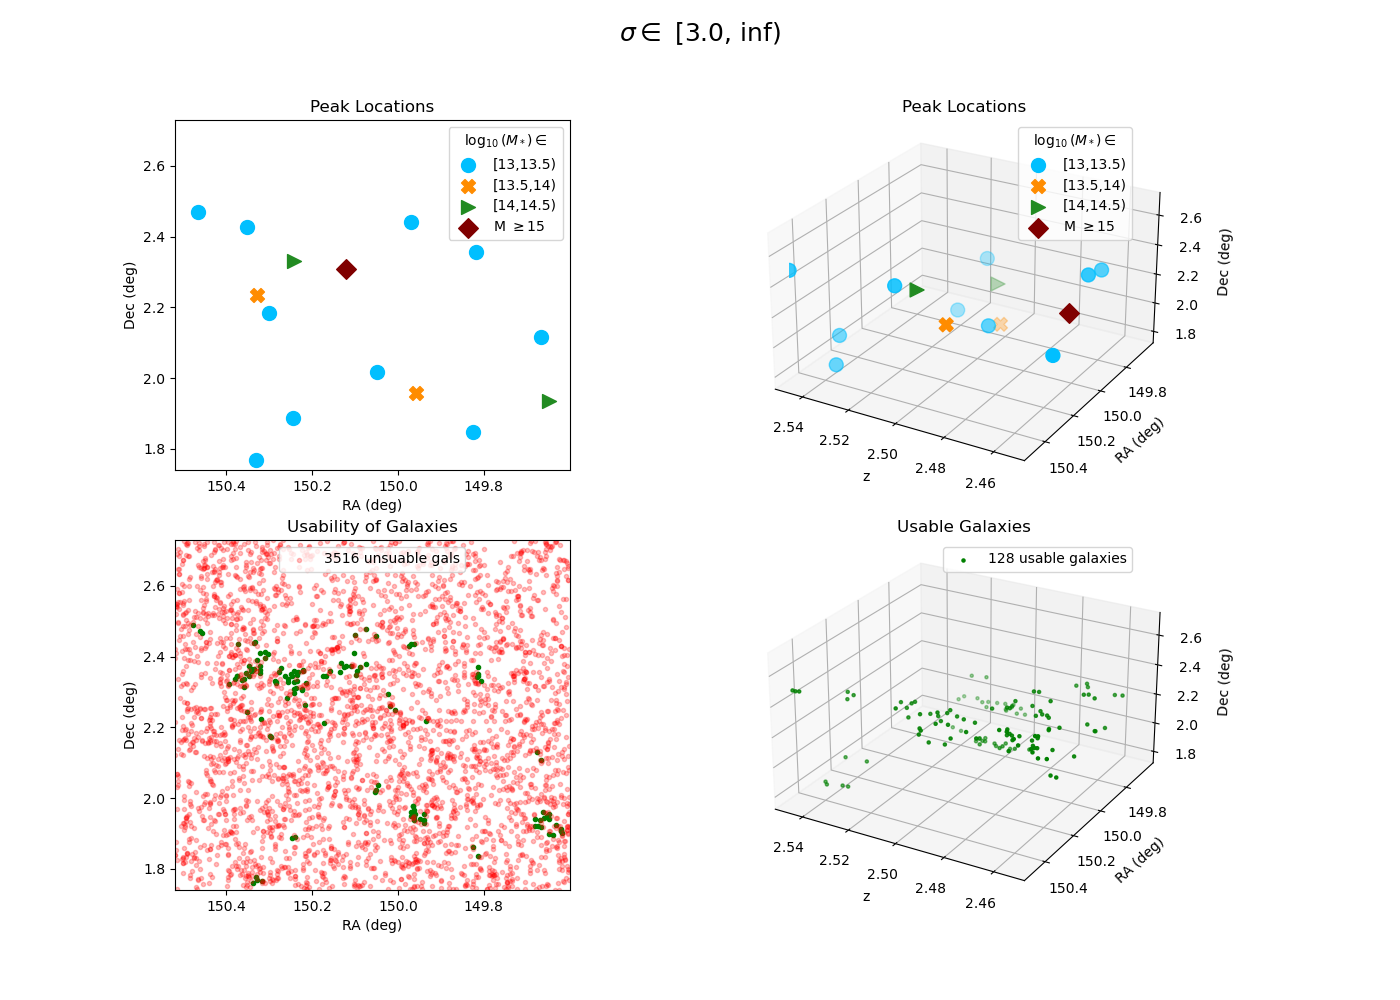 σ∈ [3.0, inf)
Peak Locations
log₁₀(M*) ∈
[13,13.5)
[13.5,14)
[14,14.5)
M ≥15
2.6
2.4
2.2
2.0
1.8
Dec (deg)
150.4 150.2 150.0 149.8
RA (deg)
Peak Locations
log₁₀(M*) ∈
[13,13.5)
[13.5,14)
[14,14.5)
M ≥15
2.6
2.4
2.2
2.0
1.8
Dec (deg)
149.8
150.0
150.2
150.4
RA (deg)
2.54
2.52
2.50
2.48
2.46
z
Usability of Galaxies
3516 unsuable gals
2.6
2.4
2.2
2.0
1.8
Dec (deg)
150.4 150.2 150.0 149.8
RA (deg)
Usable Galaxies
128 usable galaxies
2.6
2.4
2.2
2.0
1.8
Dec (deg)
149.8
150.0
150.2
150.4
RA (deg)
2.54
2.52
2.50
2.48
2.46
z